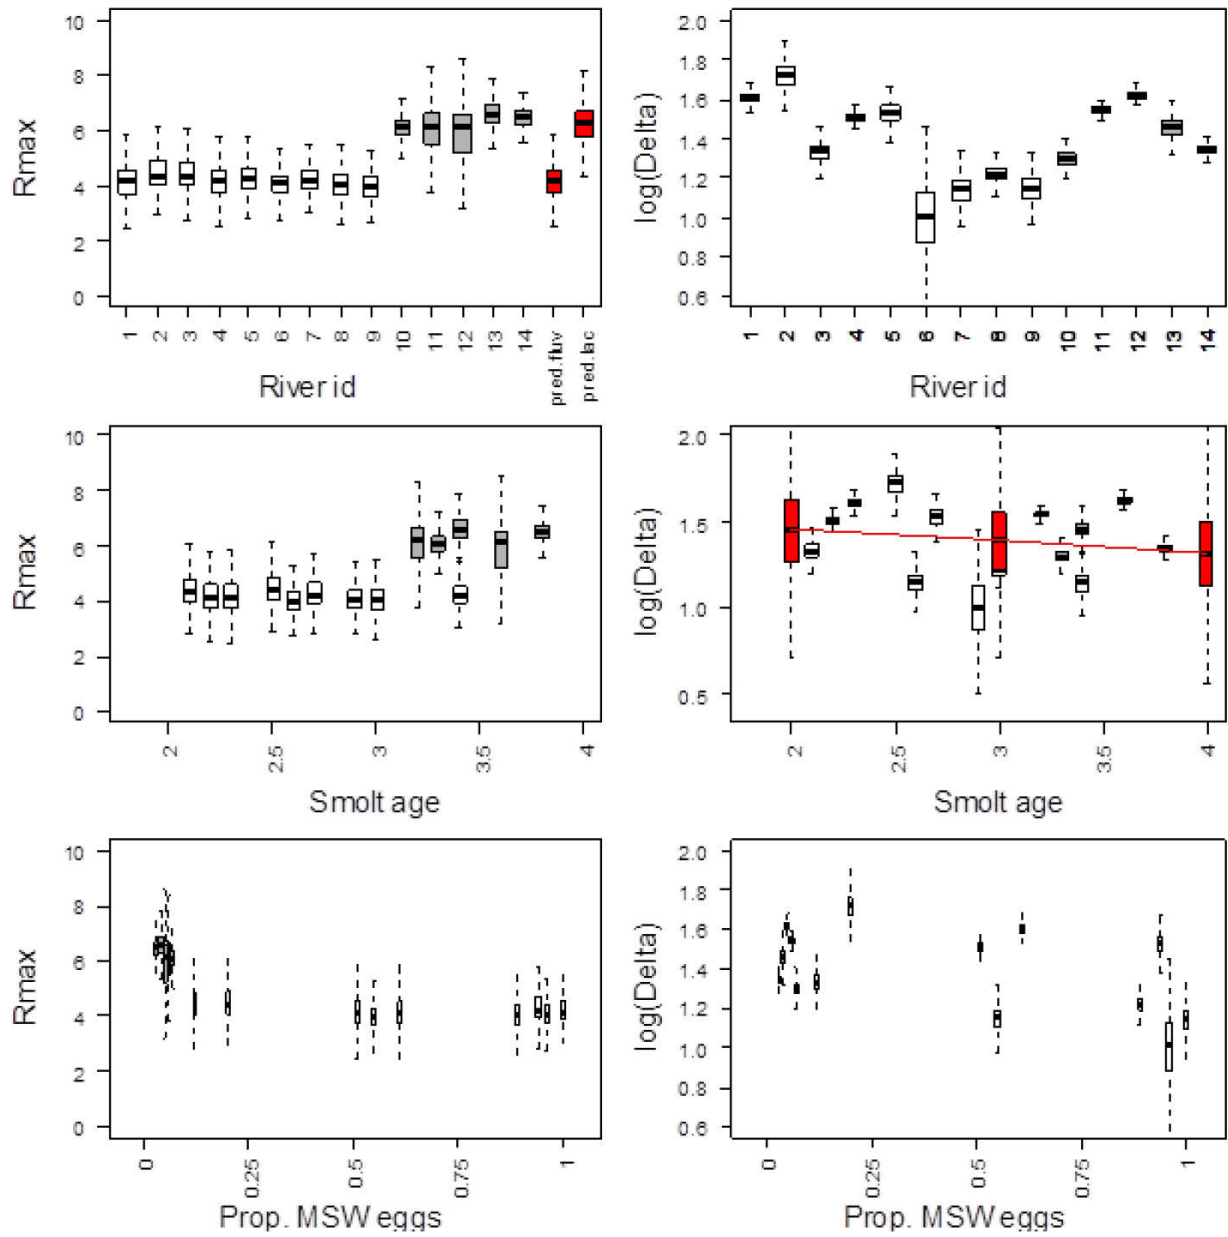 Rmax
10
8
6
4
2
0
1 2 3 4 5 6 7 8 9 10 11 12 13 14 pred.fluv pred.lac
River id
log(Delta)
2.0
1.8
1.6
1.4
1.2
1.0
0.8
0.6
1 2 3 4 5 6 7 8 9 10 11 12 13 14
River id
Rmax
10
8
6
4
2
0
2 2.5 3 3.5 4
Smolt age
log(Delta)
2.0
1.5
1.0
0.5
2 2.5 3 3.5 4
Smolt age
Rmax
10
8
6
4
2
0
0 0.25 0.5 0.75 1
Prop. MSW eggs
log(Delta)
2.0
1.8
1.6
1.4
1.2
1.0
0.8
0.6
0 0.25 0.5 0.75 1
Prop. MSW eggs